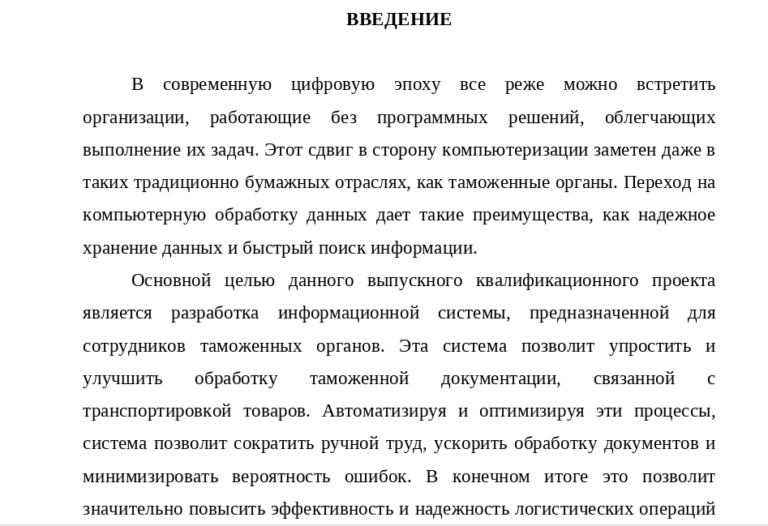 ВВЕДЕНИЕ
В современную цифровую эпоху все реже можно встретить
организации, работающие без программных решений, облегчающих
выполнение их задач. Этот сдвиг в сторону компьютеризации заметен даже в
таких традиционно бумажных отраслях, как таможенные органы. Переход на
компьютерную обработку данных дает такие преимущества, как надежное
хранение данных и быстрый поиск информации.
Основной целью данного выпускного квалификационного проекта
является разработка информационной системы, предназначенной для
сотрудников таможенных органов. Эта система позволит упростить и
улучшить обработку таможенной документации, связанной с
транспортировкой товаров. Автоматизируя и оптимизируя эти процессы,
система позволит сократить ручной труд, ускорить обработку документов и
минимизировать вероятность ошибок. В конечном итоге это позволит
значительно повысить эффективность и надежность логистических операций